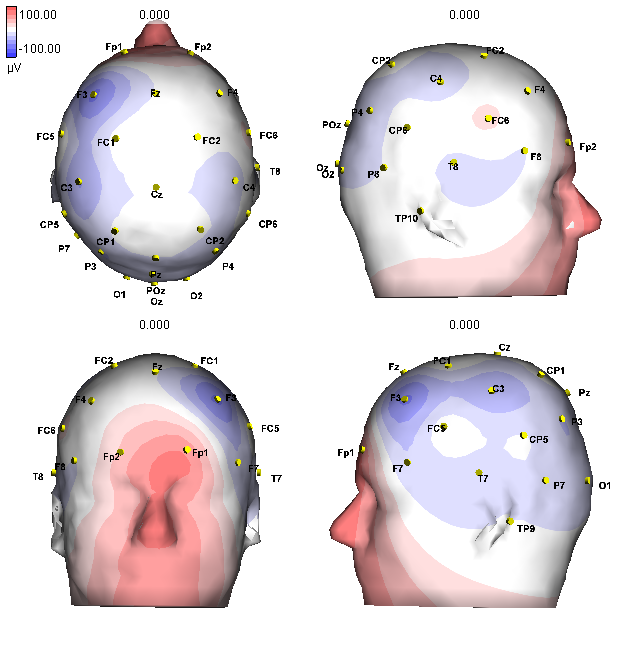 100.00
-100.00
µV
0.000
Fp1
Fp2
F3
Fz
F4
FC5
FC1
FC2
FC6
T8
C3
Cz
C4
CP5
CP1
CP2
CP6
P7
P3
Pz
P4
O1
POz
Oz
O2
0.000
CP2
FC2
C4
F4
P4
POz
CP6
FC6
Fp2
Oz
O2
P8
T8
F8
TP10
0.000
FC2
Fz
FC1
F4
F3
FC6
FC5
Fp2
Fp1
T8
F8
F7
T7
0.000
Cz
Fz
FC1
CP1
F3
C3
Pz
P3
FC5
CP5
Fp1
F7
T7
P7
O1
TP9